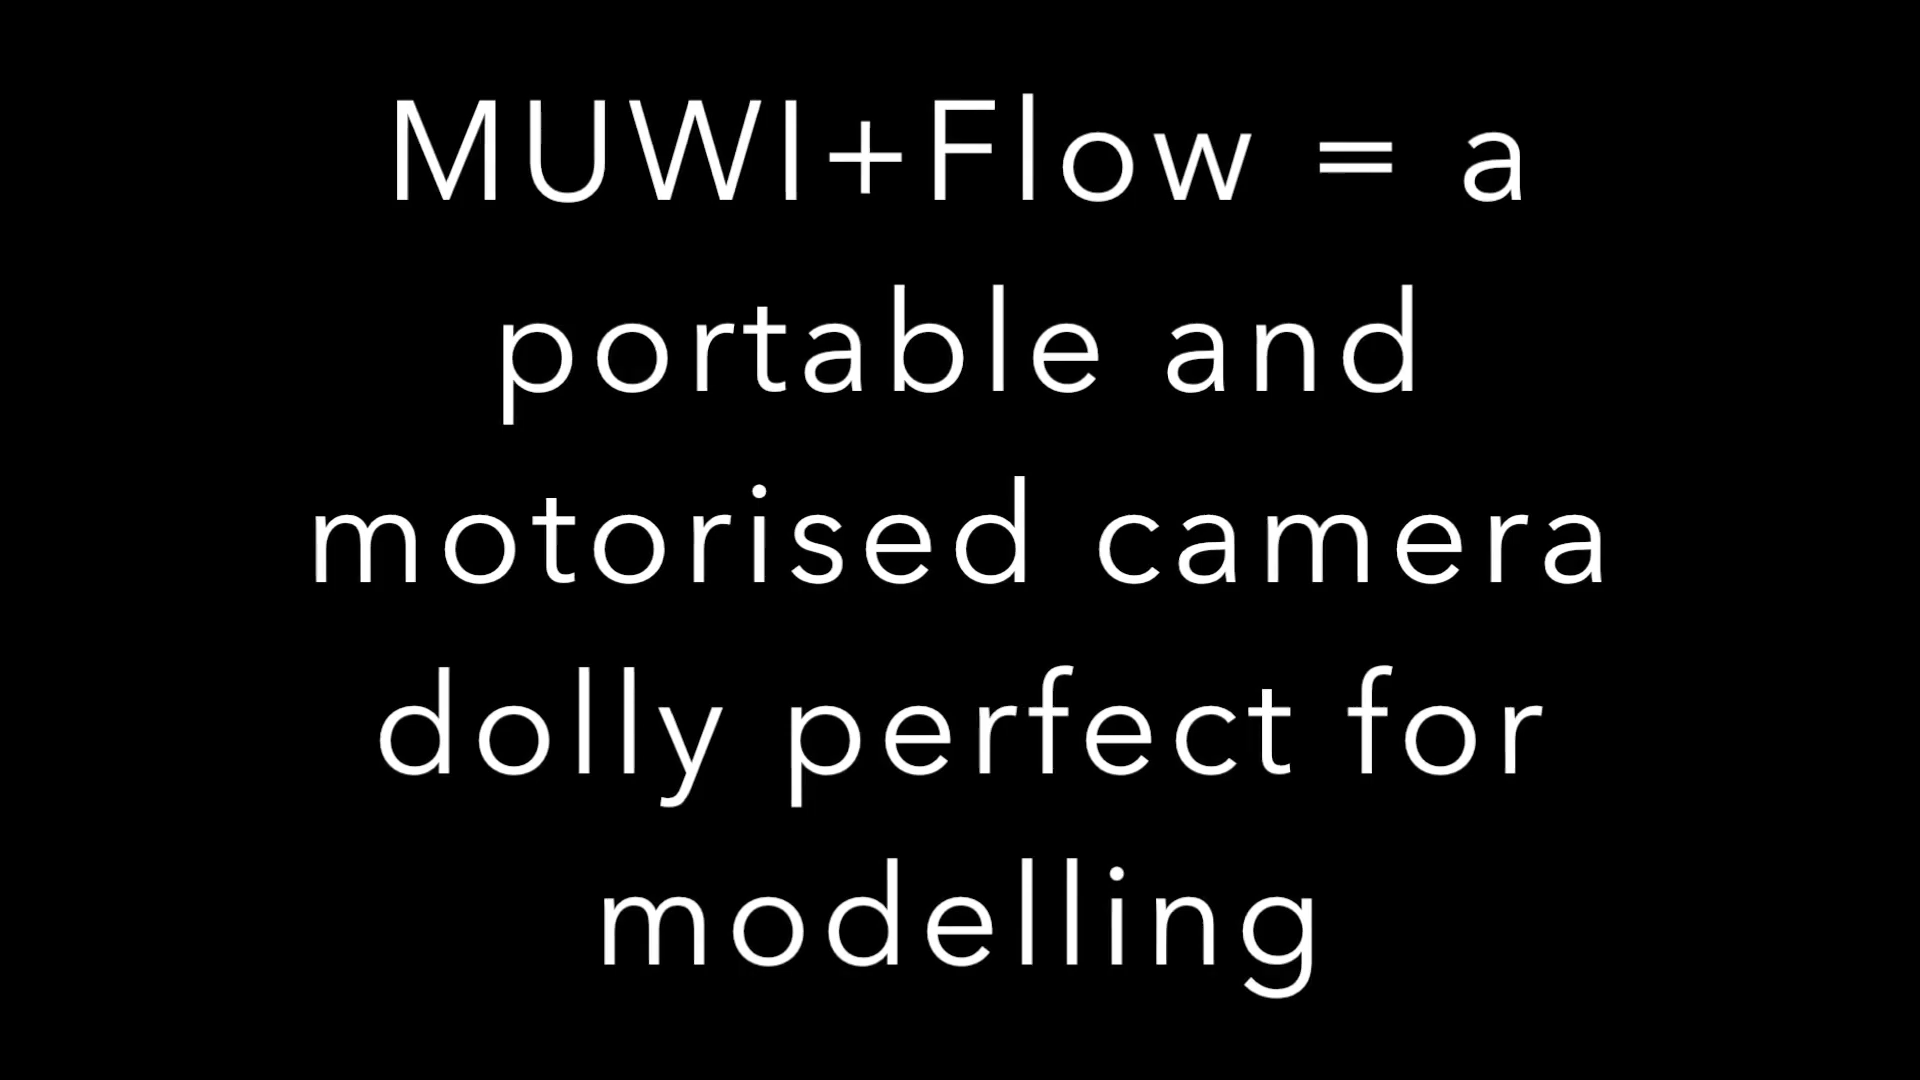 MUWI+Flow = a
portable and
motorised camera
dolly perfect for
modelling